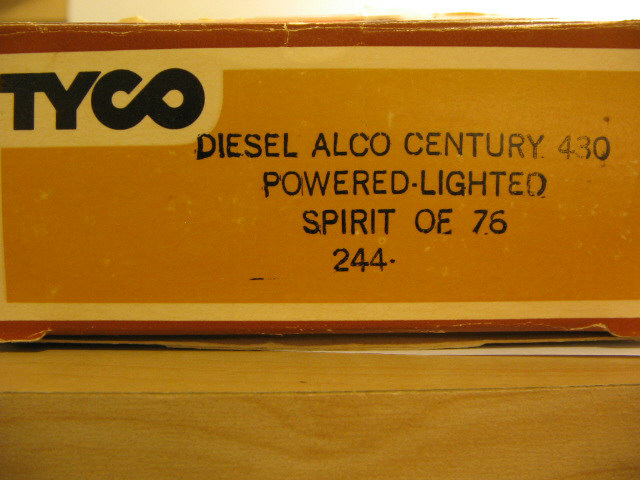 TYCO
DIESEL ALCO CENTURY 430
POWERED-LIGHTED
SPIRIT OF 76
244-